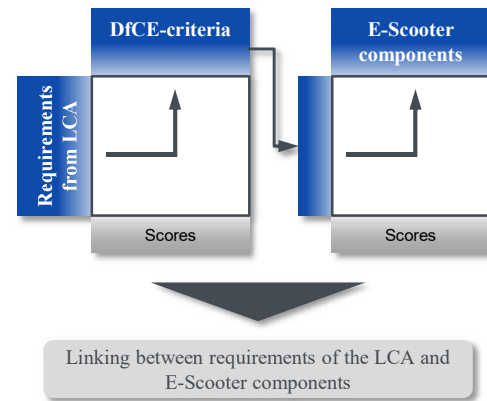 DfCE-criteria
E-Scooter
components
Requirements
from LCA
Scores
Scores
Linking between requirements of the LCA and
E-Scooter components